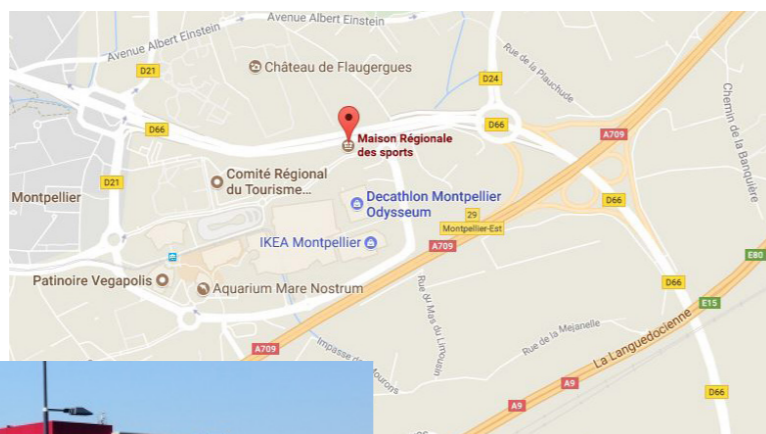 Avenue Albert Einstein
Avenue Albert Einstein
D21
Château de Flaugergues
D24
Rue de la Plauchude
D66
Maison Régionale
des sports
D66
A709
Chemin de la Banquière
D21
Comité Régional
du Tourisme...
Montpellier
Decathlon Montpellier
Odysseum
D66
29
Montpellier-Est
IKEA Montpellier
A709
E80
Patinoire Vegapolis
Aquarium Mare Nostrum
D66
Rue du Mas du Limousin
E15
La Languedocienne
Rue de la Mejanelle
A709
A9
D66
A9